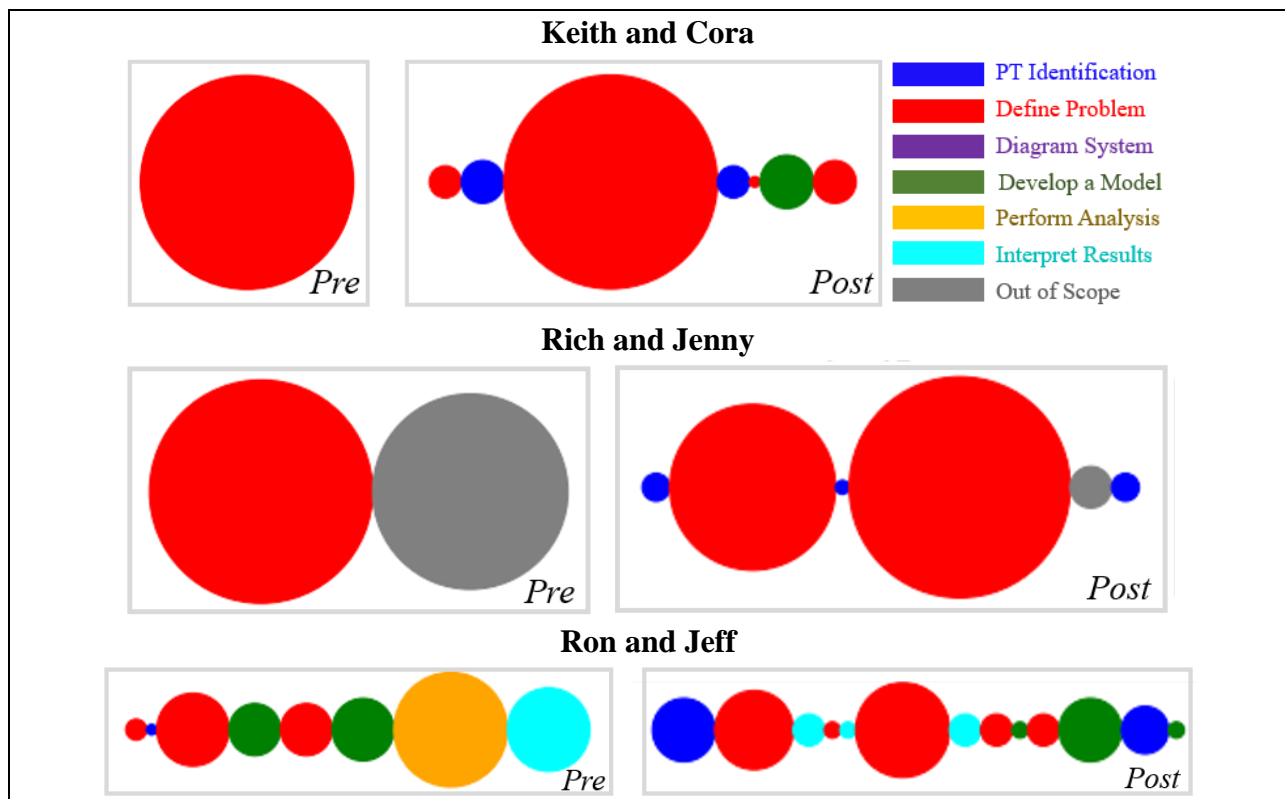 Keith and Cora
PT Identification
Define Problem
Diagram System
Develop a Model
Perform Analysis
Interpret Results
Out of Scope
Pre
Post
Rich and Jenny
Pre
Post
Ron and Jeff
Pre
Post